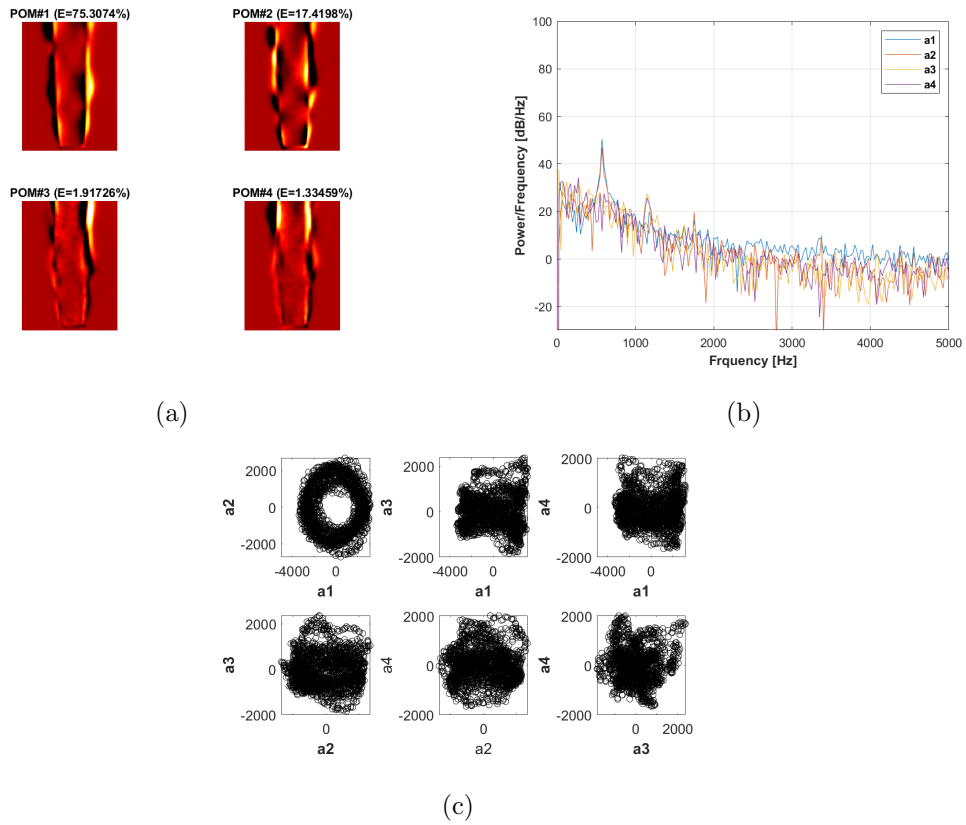 POM#1 (E=75.3074%)
POM#2 (E=17.4198%)
POM#3 (E=1.91726%)
POM#4 (E=1.33459%)
(a)
100
80
60
40
20
0
-20
0 1000 2000 3000 4000 5000
Power/Frequency [dB/Hz]
Frquency [Hz]
a1
a2
a3
a4
(b)
2000
0
-2000
a2
-4000 0
a1
2000
0
-2000
a3
-4000 0
a1
2000
0
-2000
a4
-4000 0
a1
2000
0
-2000
a3
0
a2
2000
0
-2000
a4
0
a2
2000
0
-2000
a4
0 2000
a3
(c)